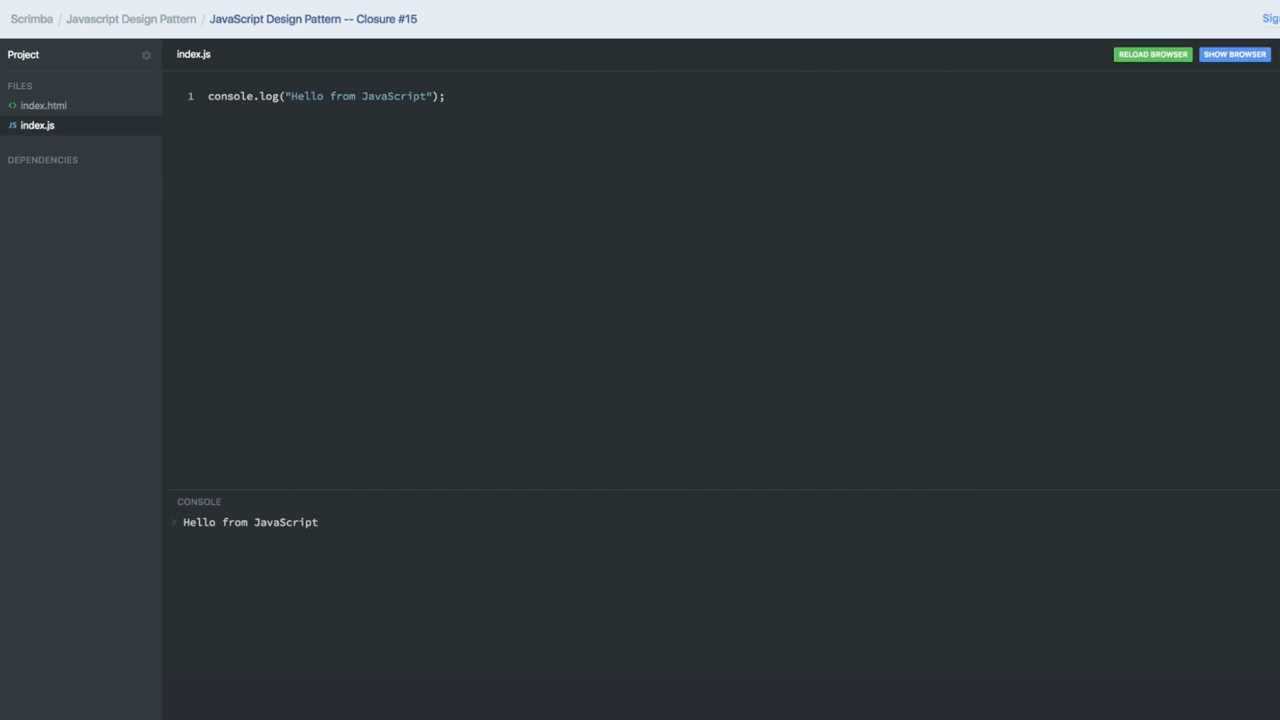 Scrimba / Javascript Design Pattern / JavaScript Design Pattern -- Closure #15
Project
index.js
RELOAD BROWSER
SHOW BROWSER
FILES
<> index.html
JS index.js
DEPENDENCIES
1 console.log("Hello from JavaScript");
CONSOLE
› Hello from JavaScript